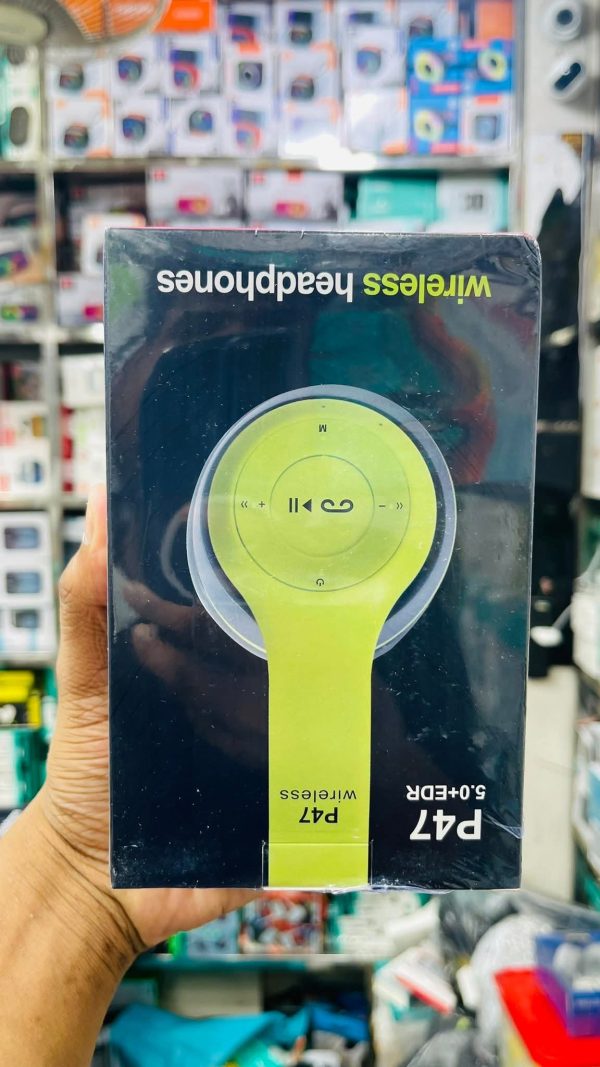 P47
5.0+EDR
P47
wireless
M
wireless headphones